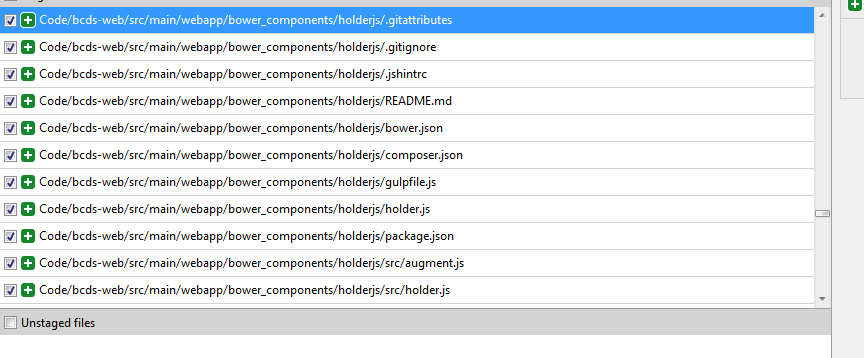 Code/bcds-web/src/main/webapp/bower_components/holderjs/.gitattributes
Code/bcds-web/src/main/webapp/bower_components/holderjs/.gitignore
Code/bcds-web/src/main/webapp/bower_components/holderjs/.jshintrc
Code/bcds-web/src/main/webapp/bower_components/holderjs/README.md
Code/bcds-web/src/main/webapp/bower_components/holderjs/bower.json
Code/bcds-web/src/main/webapp/bower_components/holderjs/composer.json
Code/bcds-web/src/main/webapp/bower_components/holderjs/gulpfile.js
Code/bcds-web/src/main/webapp/bower_components/holderjs/holder.js
Code/bcds-web/src/main/webapp/bower_components/holderjs/package.json
Code/bcds-web/src/main/webapp/bower_components/holderjs/src/augment.js
Code/bcds-web/src/main/webapp/bower_components/holderjs/src/holder.js
Unstaged files